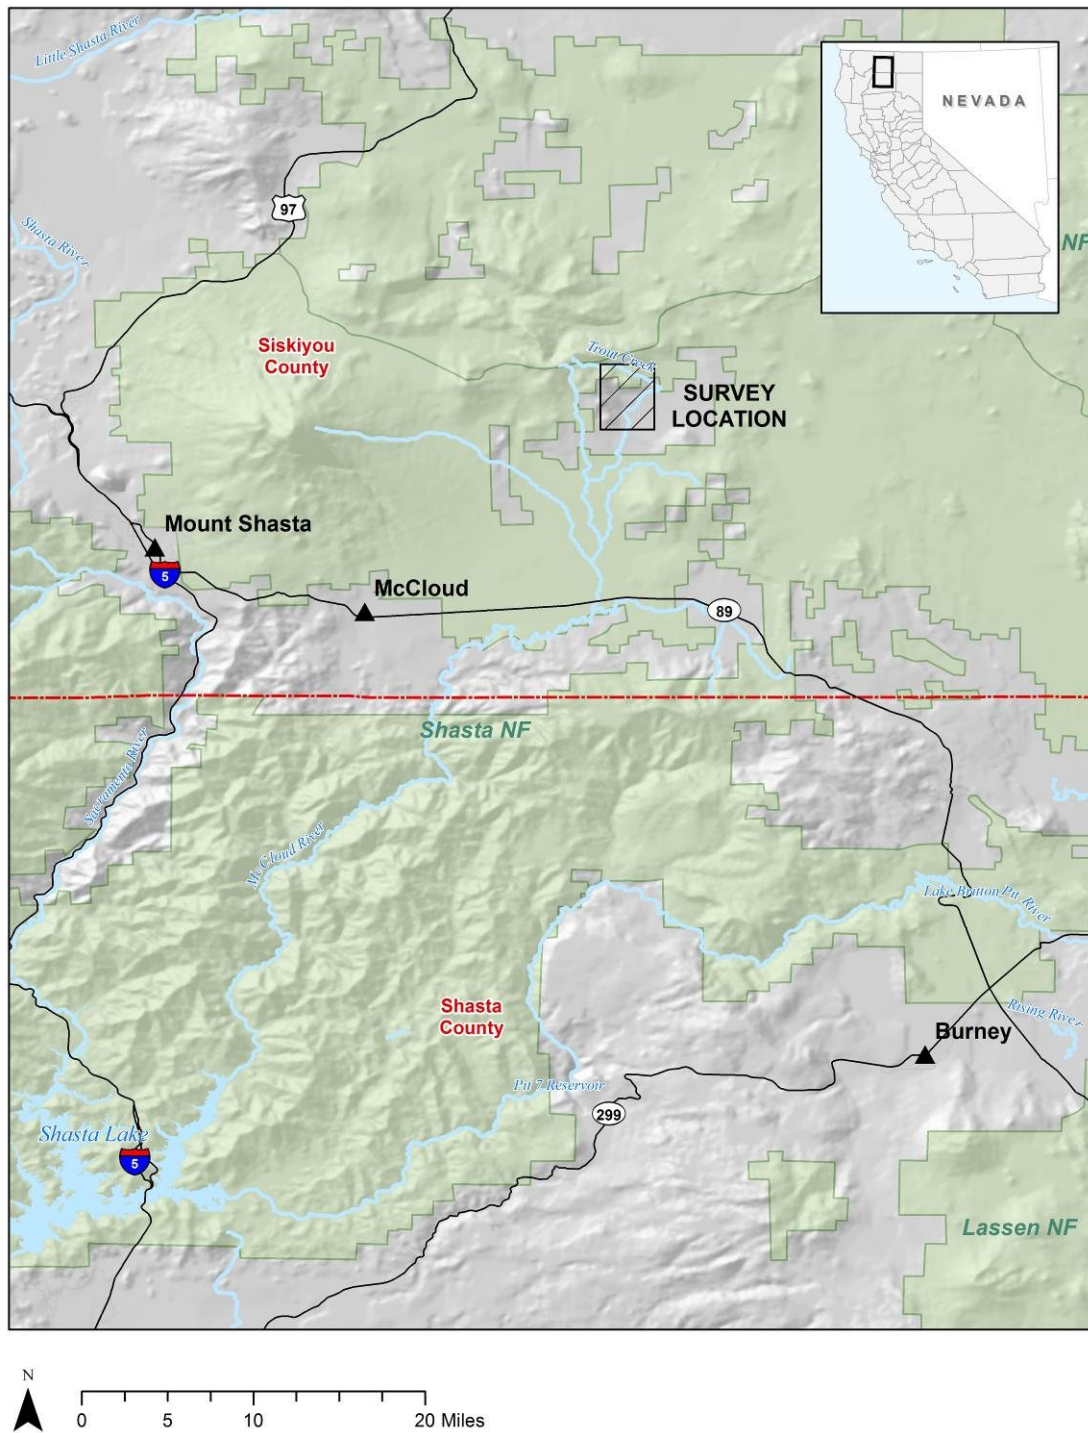 Little Shasta River
NEVADA
97
Shasta River
NF
Siskiyou
County
Trout Creek
SURVEY
LOCATION
Mount Shasta
5
McCloud
89
Shasta NF
Sacramento River
McCloud River
Lake Britton
Pit River
Shasta
County
Rising River
Burney
Pit 7 Reservoir
299
Shasta Lake
5
Lassen NF
N
0
5
10
20 Miles